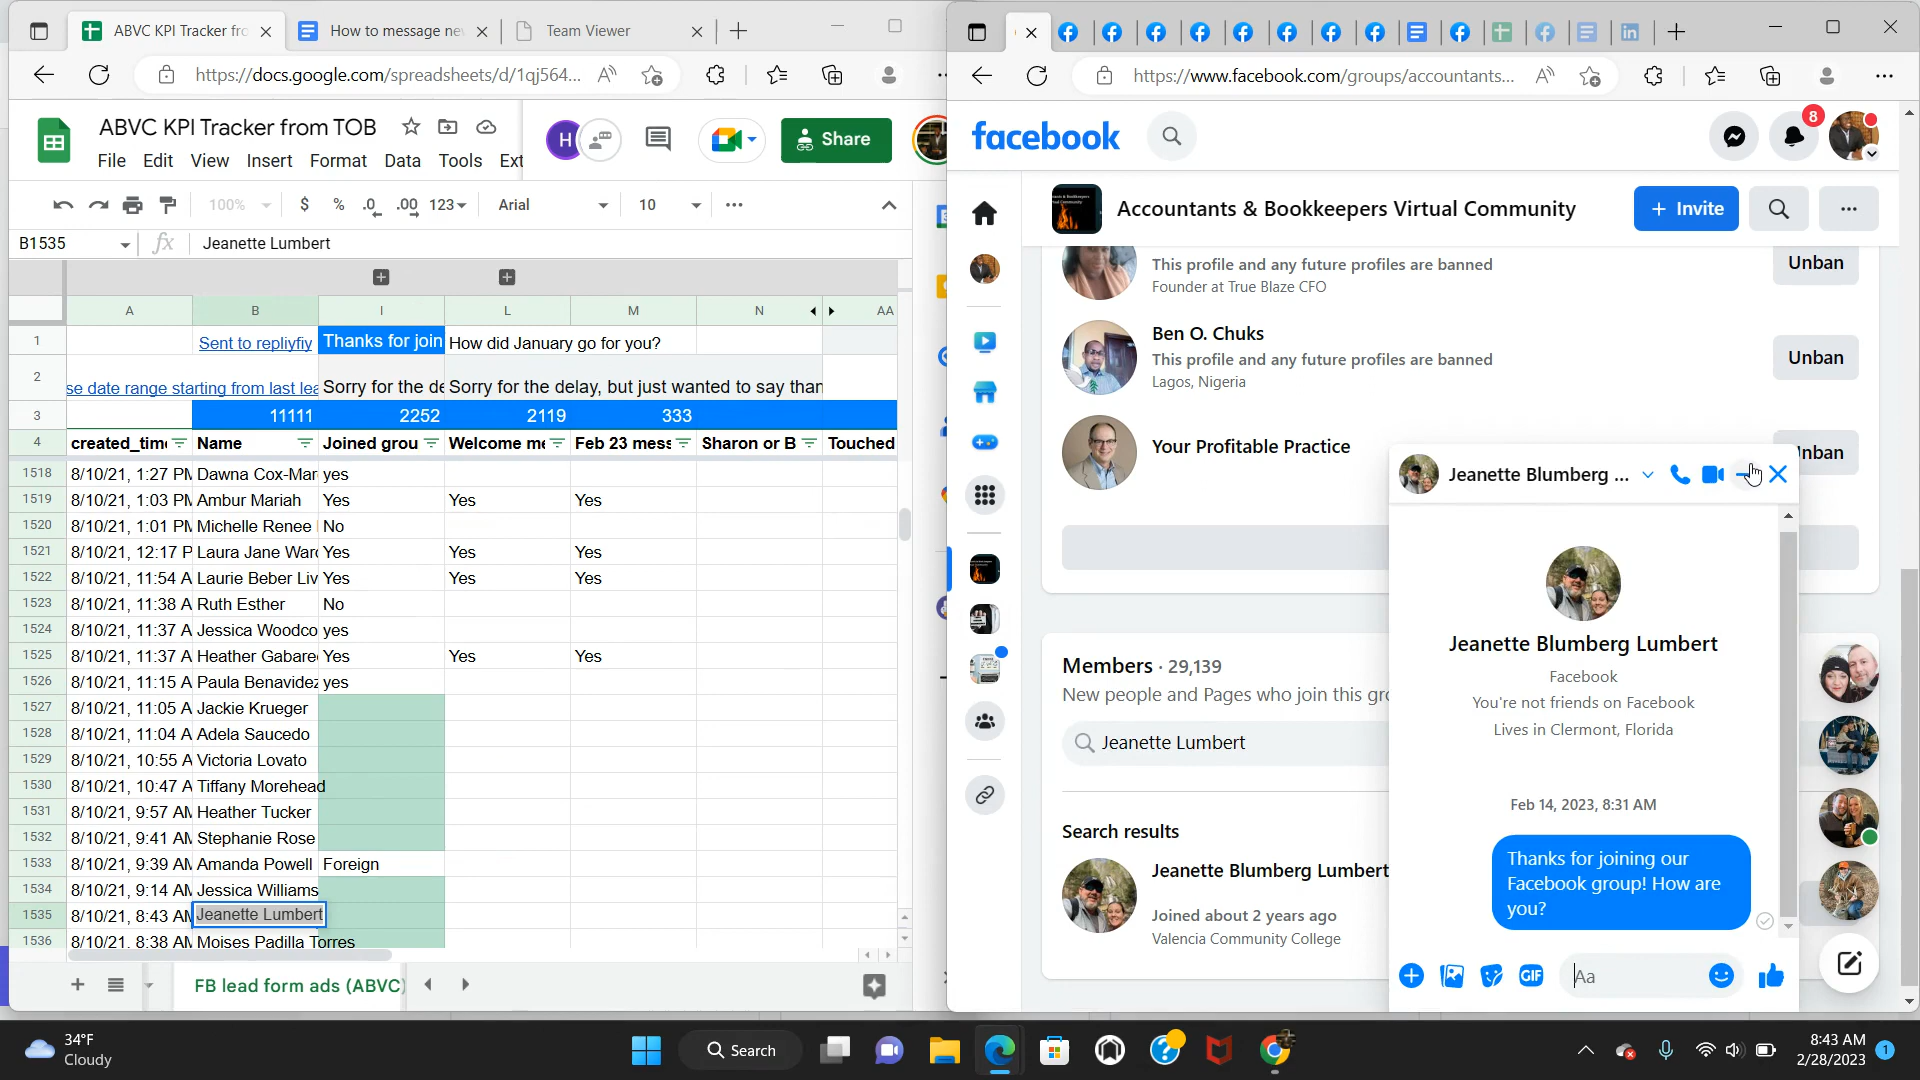 ABVC KPI Tracker fro
How to message ne
Team Viewer
https://docs.google.com/spreadsheets/d/1qj564...
https://www.facebook.com/groups/accountants...
ABVC KPI Tracker from TOB
File Edit View Insert Format Data Tools Ext
H
Share
100% $ % .0 .00 123 Arial 10
B1535 fx Jeanette Lumbert
A B I L M N AA
1 Sent to repliyfiy Thanks for join How did January go for you?
2 se date range starting from last lea Sorry for the de Sorry for the delay, but just wanted to say than
3 11111 2252 2119 333
4 created_time Name Joined grou Welcome me Feb 23 mess Sharon or B Touched
1518 8/10/21, 1:27 PM Dawna Cox-Mar yes
1519 8/10/21, 1:03 PM Ambur Mariah Yes Yes Yes
1520 8/10/21, 1:01 PM Michelle Renee No
1521 8/10/21, 12:17 P Laura Jane Ward Yes Yes Yes
1522 8/10/21, 11:54 A Laurie Beber Liv Yes Yes Yes
1523 8/10/21, 11:38 A Ruth Esther No
1524 8/10/21, 11:37 A Jessica Woodco yes
1525 8/10/21, 11:37 A Heather Gabare Yes Yes Yes
1526 8/10/21, 11:15 A Paula Benavidez yes
1527 8/10/21, 11:05 A Jackie Krueger
1528 8/10/21, 11:04 A Adela Saucedo
1529 8/10/21, 10:55 A Victoria Lovato
1530 8/10/21, 10:47 A Tiffany Morehead
1531 8/10/21, 9:57 AM Heather Tucker
1532 8/10/21, 9:41 AM Stephanie Rose
1533 8/10/21, 9:39 AM Amanda Powell Foreign
1534 8/10/21, 9:14 AM Jessica Williams
1535 8/10/21, 8:43 AM Jeanette Lumbert
1536 8/10/21, 8:38 AM Moises Padilla Torres
FB lead form ads (ABVC)
facebook
8
Accountants & Bookkeepers Virtual Community
+ Invite
This profile and any future profiles are banned
Founder at True Blaze CFO
Unban
Ben O. Chuks
This profile and any future profiles are banned
Lagos, Nigeria
Unban
Your Profitable Practice
Unban
Members · 29,139
New people and Pages who join this gro
Jeanette Lumbert
Search results
Jeanette Blumberg Lumbert
Joined about 2 years ago
Valencia Community College
Jeanette Blumberg ...
Jeanette Blumberg Lumbert
Facebook
You're not friends on Facebook
Lives in Clermont, Florida
Feb 14, 2023, 8:31 AM
Thanks for joining our
Facebook group! How are
you?
GIF
Aa
34°F
Cloudy
Search
8:43 AM
2/28/2023
1